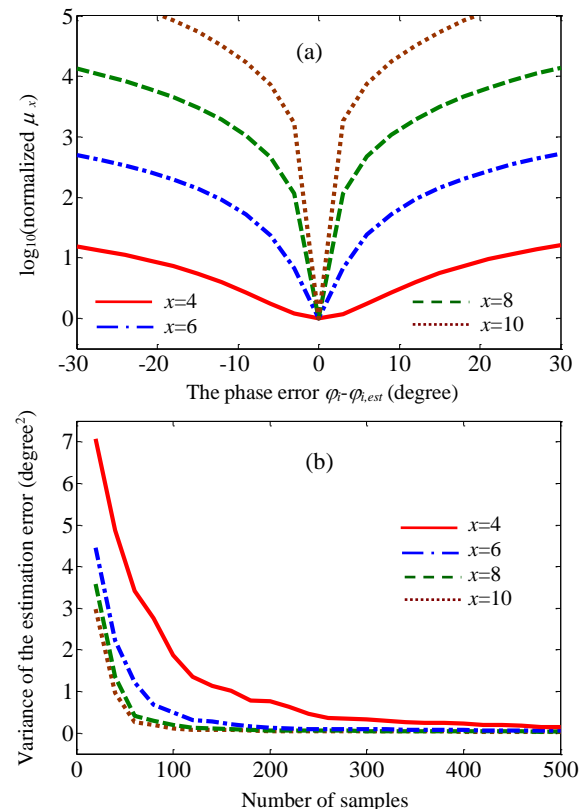 (a)
log10(normalized μx)
5
4
3
2
1
0
x=4
x=6
x=8
x=10
-30 -20 -10 0 10 20 30
The phase error φi-φi,est (degree)
(b)
Variance of the estimation error (degree²)
7
6
5
4
3
2
1
0
x=4
x=6
x=8
x=10
0 100 200 300 400 500
Number of samples